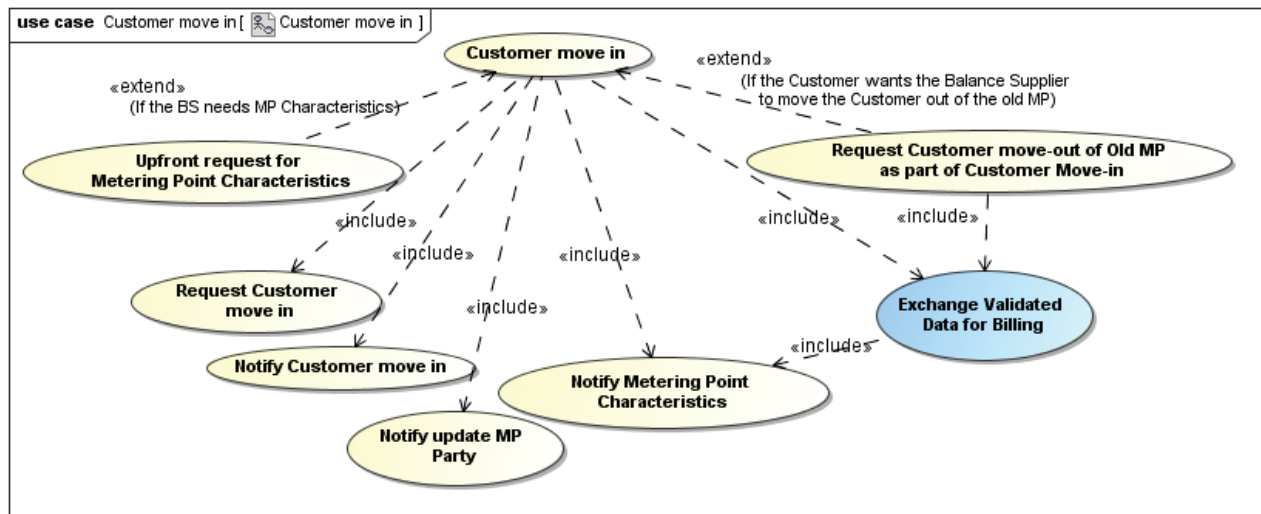 use case Customer move in [ Customer move in ]
Customer move in
«extend»
(If the BS needs MP Characteristics)
«extend»
(If the Customer wants the Balance Supplier
to move the Customer out of the old MP)
Upfront request for
Metering Point Characteristics
Request Customer move-out of Old MP
as part of Customer Move-in
«include»
«include»
«include»
«include»
«include»
«include»
Request Customer
move in
Exchange Validated
Data for Billing
«include»
Notify Customer move in
Notify Metering Point
Characteristics
Notify update MP
Party